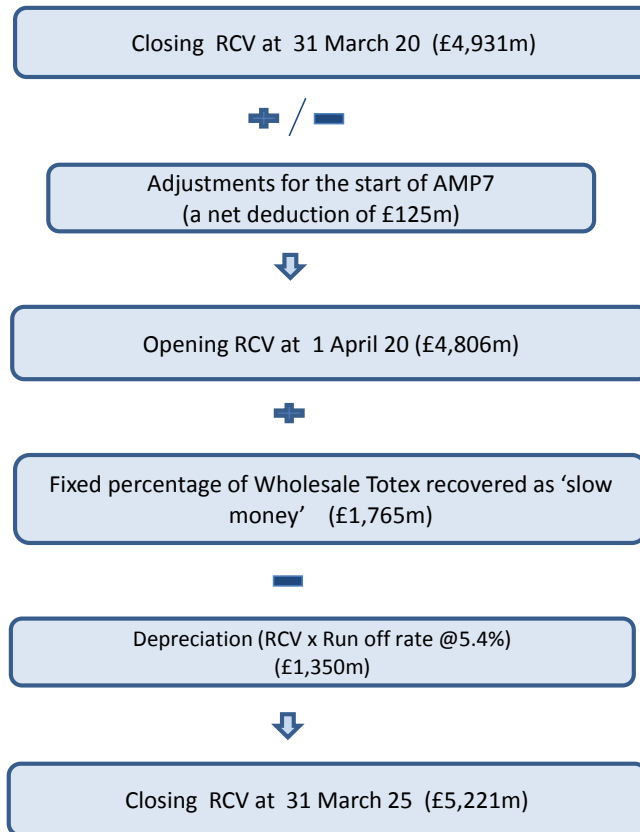 Closing RCV at 31 March 20 (£4,931m)
+ / -
Adjustments for the start of AMP7
(a net deduction of £125m)
Opening RCV at 1 April 20 (£4,806m)
+
Fixed percentage of Wholesale Totex recovered as ‘slow
money’ (£1,765m)
-
Depreciation (RCV x Run off rate @5.4%)
(£1,350m)
Closing RCV at 31 March 25 (£5,221m)